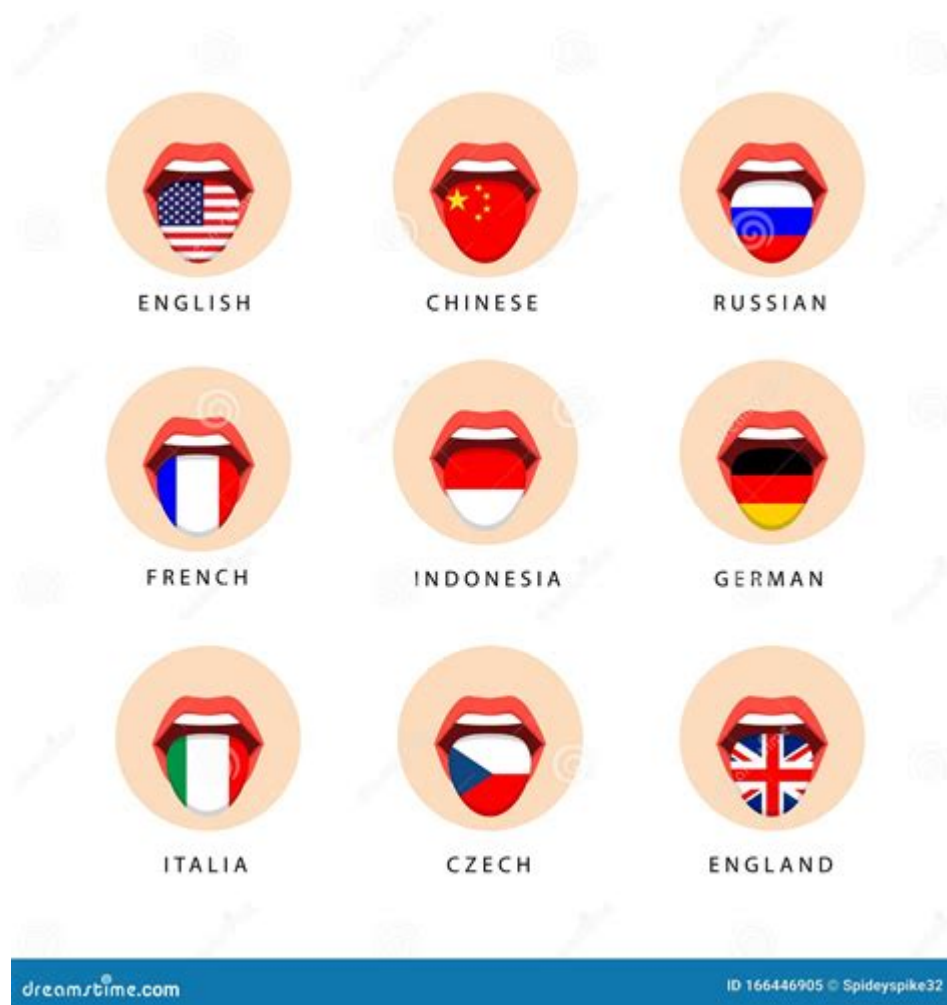 ENGLISH
CHINESE
RUSSIAN
FRENCH
INDONESIA
GERMAN
ITALIA
CZECH
ENGLAND
dreamstime.com
ID 166446905 © Spideyspike32